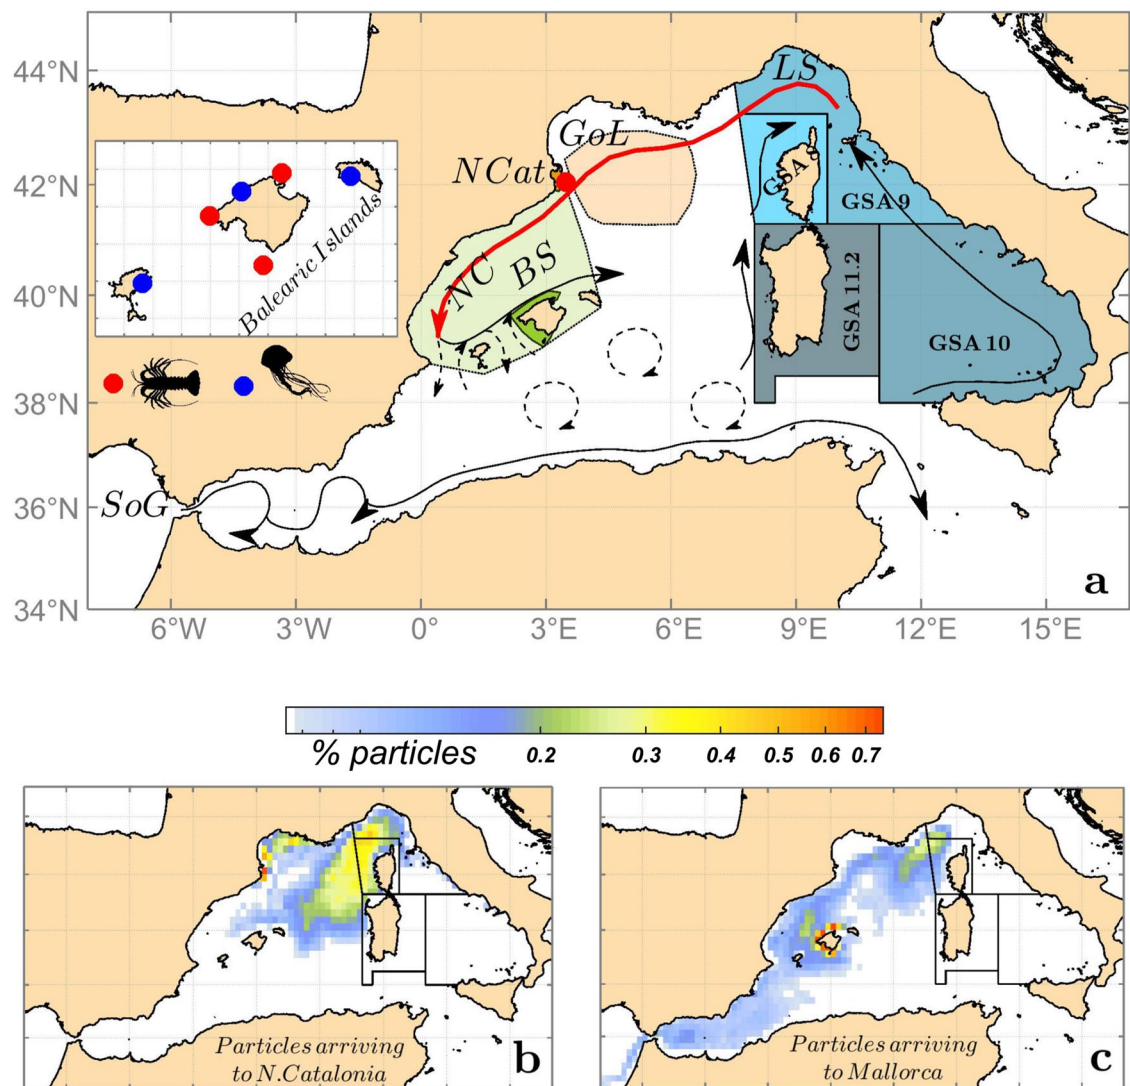 44°N
42°N
40°N
38°N
36°N
34°N
6°W
3°W
0°
3°E
6°E
9°E
12°E
15°E
LS
GoL
NCat
GSA
GSA 9
NC
BS
Balearic Islands
GSA 11.2
GSA 10
SoG
a
% particles
0.2
0.3
0.4
0.5
0.6
0.7
Particles arriving
to N.Catalonia
b
Particles arriving
to Mallorca
c